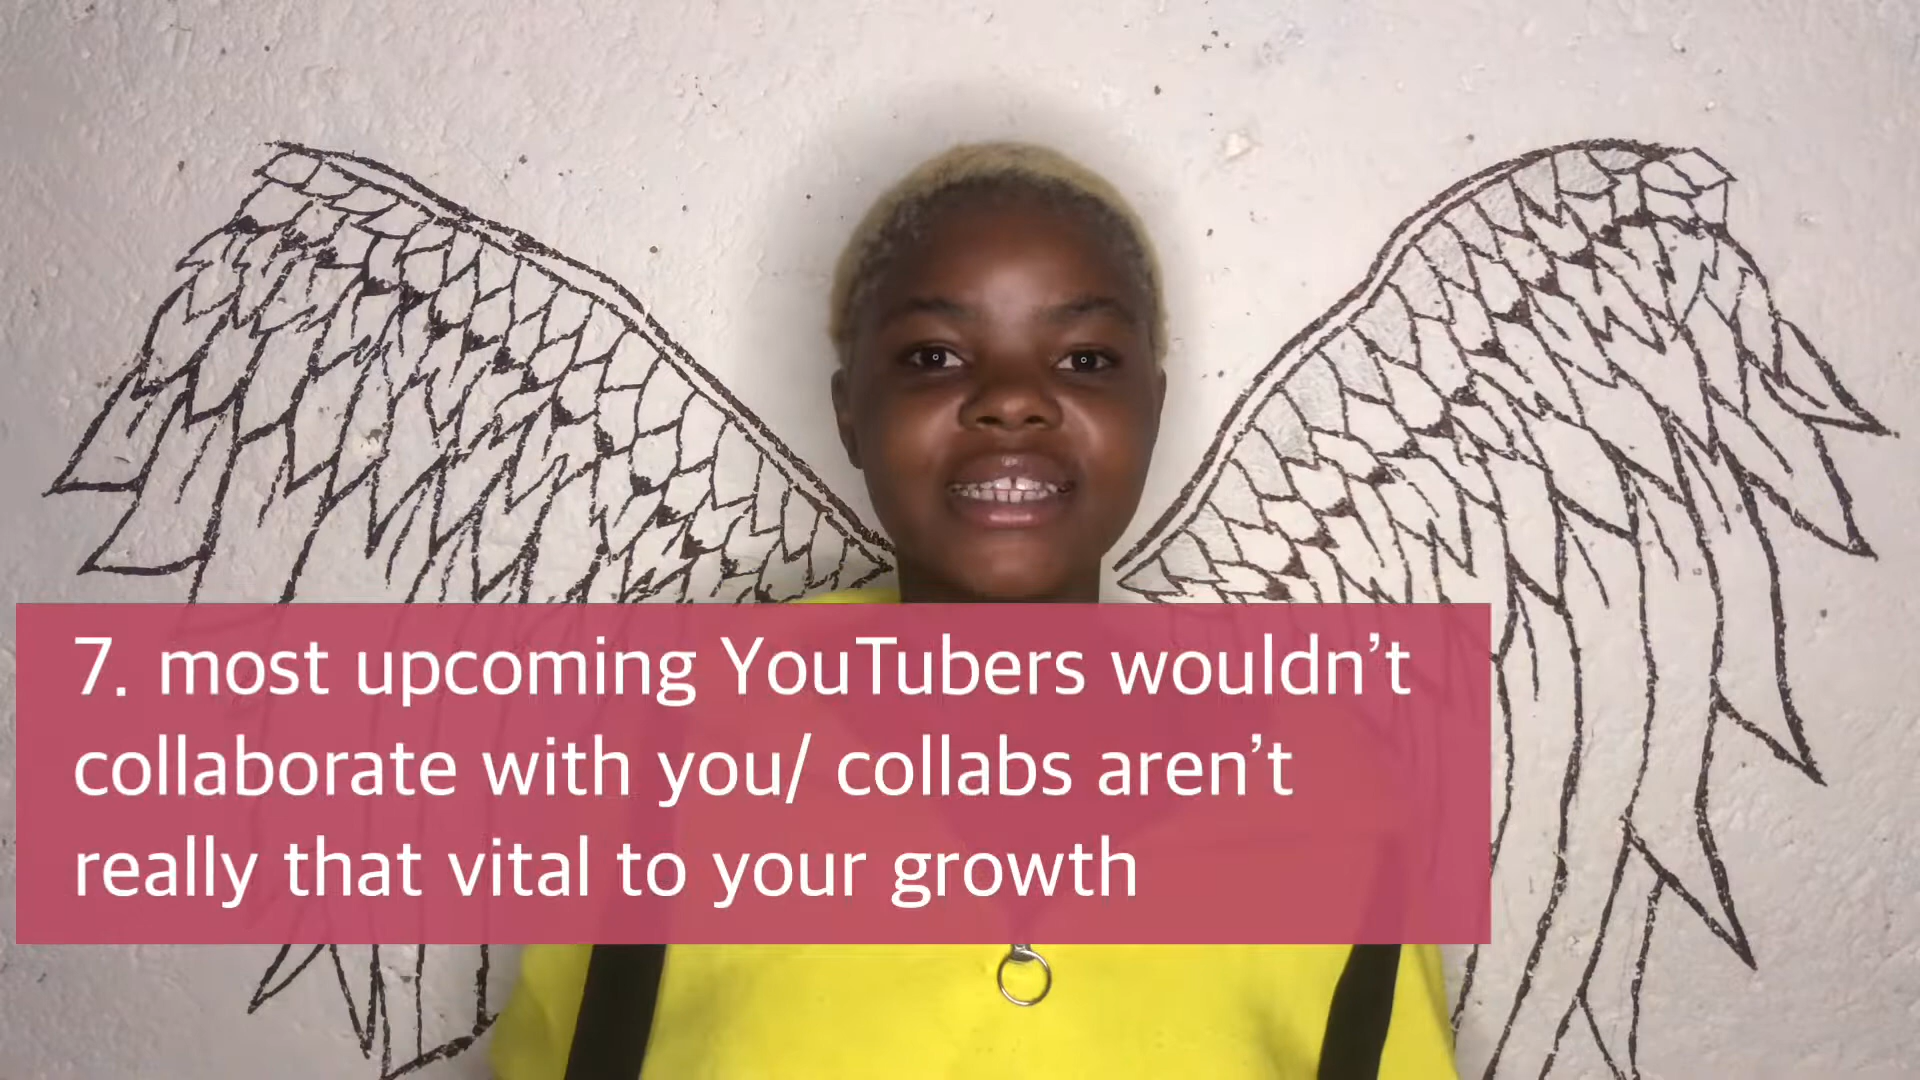 7. most upcoming YouTubers wouldn’t
collaborate with you/ collabs aren’t
really that vital to your growth